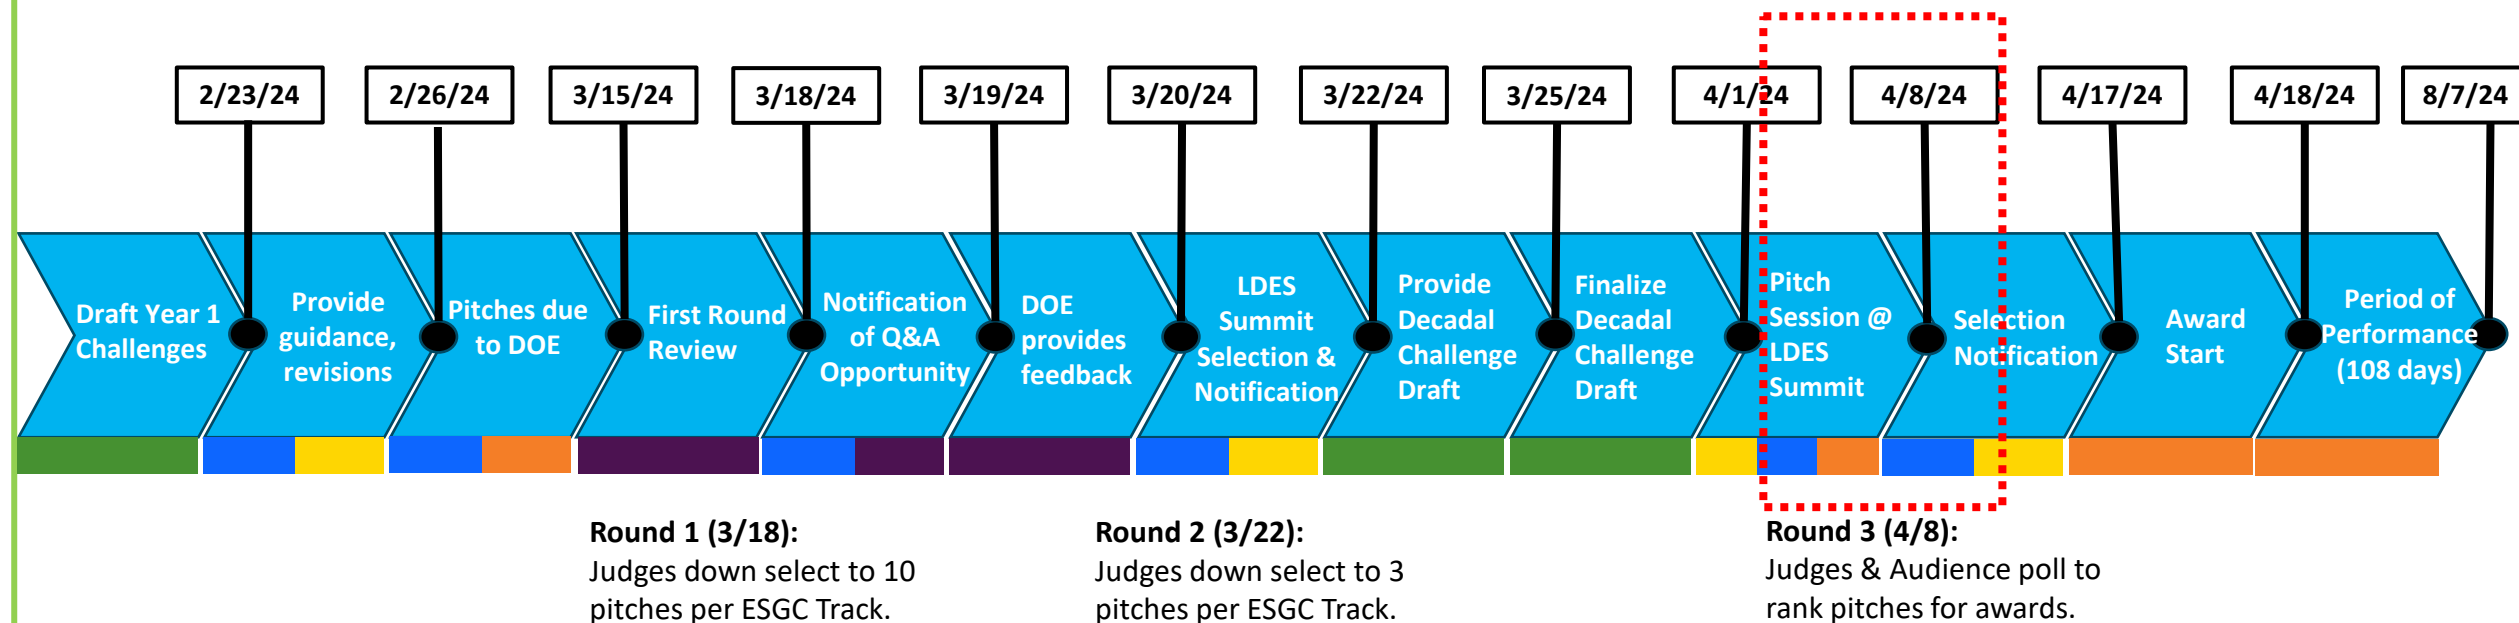 2/23/24
2/26/24
3/15/24
3/18/24
3/19/24
3/20/24
3/22/24
3/25/24
4/1/24
4/8/24
4/17/24
4/18/24
8/7/24
Draft Year 1
Challenges
Provide
guidance,
revisions
Pitches due
to DOE
First Round
Review
Notification
of Q&A
Opportunity
DOE
provides
feedback
LDES
Summit
Selection &
Notification
Provide
Decadal
Challenge
Draft
Finalize
Decadal
Challenge
Draft
Pitch
Session @
LDES
Summit
Selection
Notification
Award
Start
Period of
Performance
(108 days)
Round 1 (3/18):
Judges down select to 10
pitches per ESGC Track.
Round 2 (3/22):
Judges down select to 3
pitches per ESGC Track.
Round 3 (4/8):
Judges & Audience poll to
rank pitches for awards.